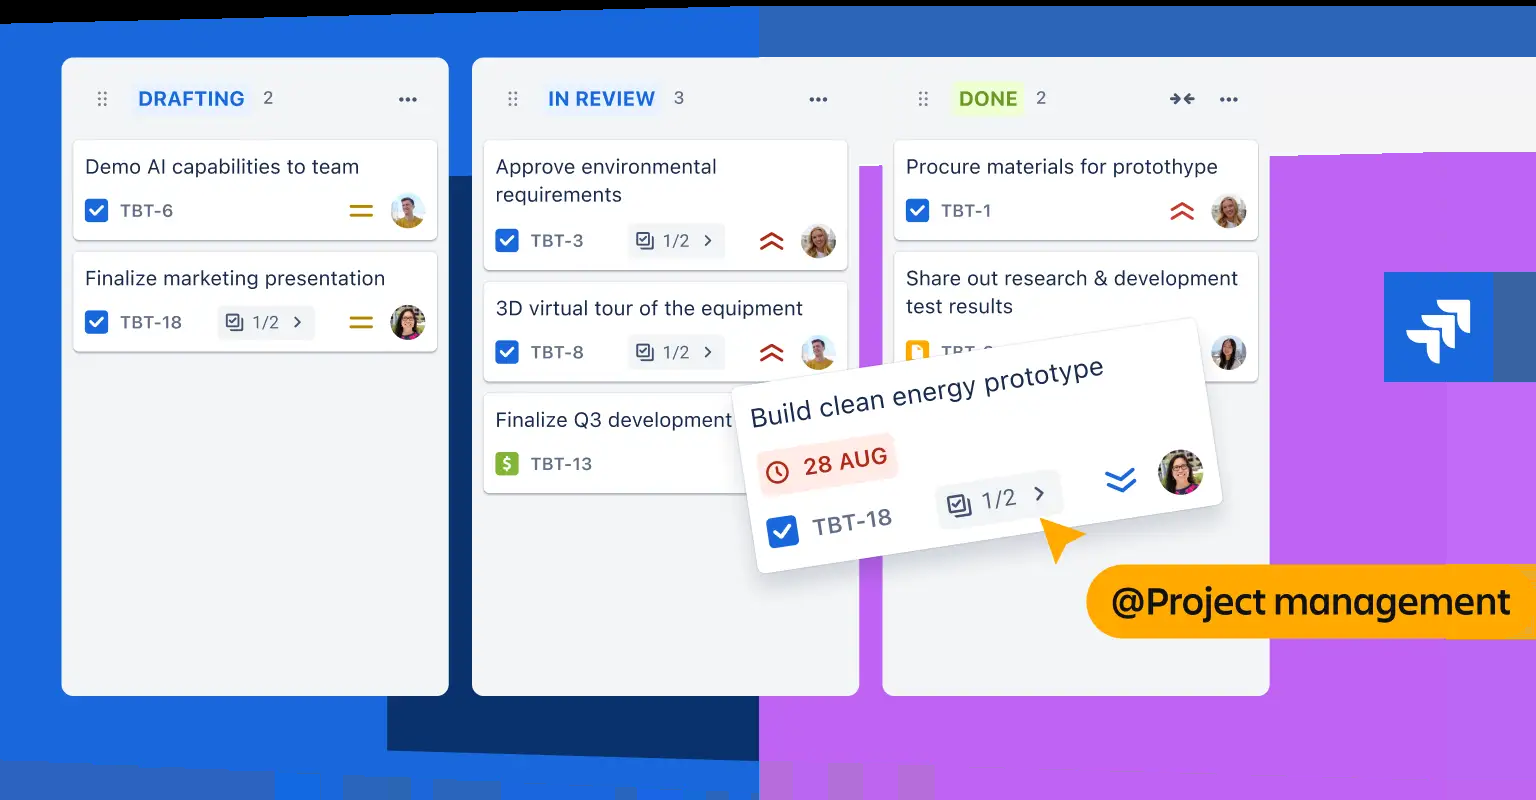 DRAFTING 2
Demo AI capabilities to team
TBT-6
Finalize marketing presentation
TBT-18 1/2
IN REVIEW 3
Approve environmental
requirements
TBT-3 1/2
3D virtual tour of the equipment
TBT-8 1/2
Finalize Q3 development
$ TBT-13
DONE 2
Procure materials for protothype
TBT-1
Share out research & development
test results
Build clean energy prototype
28 AUG
TBT-18 1/2
@Project management